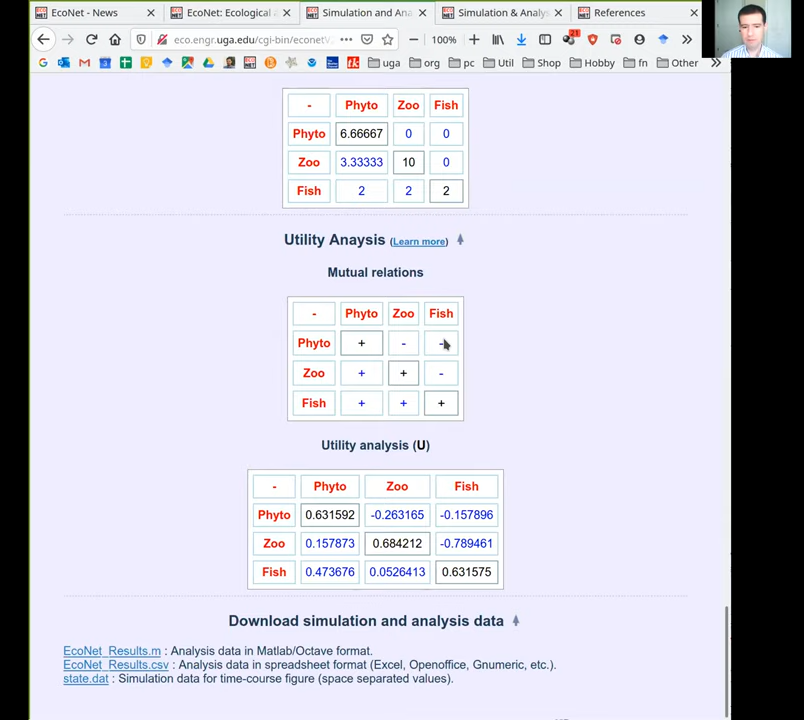 EcoNet - News
EcoNet: Ecological
Simulation and Ana
Simulation & Analys
References
eco.engr.uga.edu/cgi-bin/econet
100%
21
uga
org
pc
Util
Shop
Hobby
fn
Other
- Phyto Zoo Fish
Phyto 6.66667 0 0
Zoo 3.33333 10 0
Fish 2 2 2
Utility Anaysis (Learn more)
Mutual relations
- Phyto Zoo Fish
Phyto + - -
Zoo + + -
Fish + + +
Utility analysis (U)
- Phyto Zoo Fish
Phyto 0.631592 -0.263165 -0.157896
Zoo 0.157873 0.684212 -0.789461
Fish 0.473676 0.0526413 0.631575
Download simulation and analysis data
EcoNet_Results.m : Analysis data in Matlab/Octave format.
EcoNet_Results.csv : Analysis data in spreadsheet format (Excel, Openoffice, Gnumeric, etc.).
state.dat : Simulation data for time-course figure (space separated values).